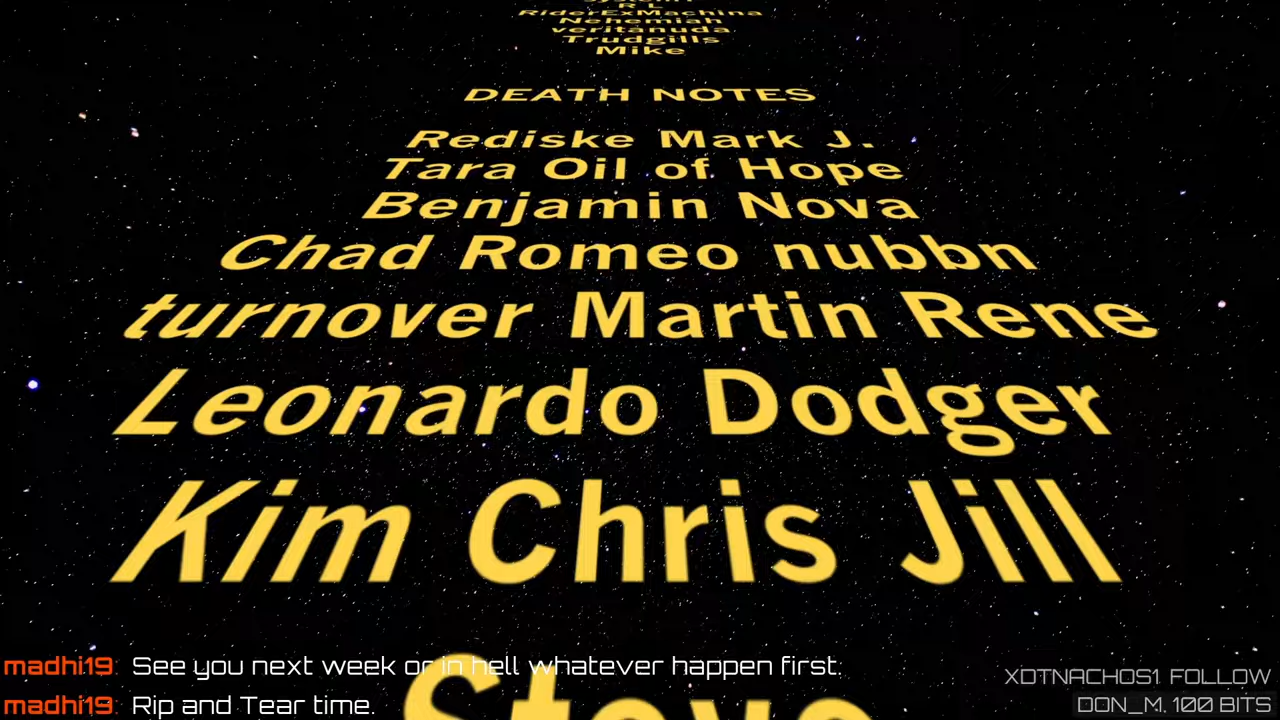 R L
RiderExMachina
Nehemiah
veritanuda
Trudgills
Mike
DEATH NOTES
Rediske Mark J.
Tara Oil of Hope
Benjamin Nova
Chad Romeo nubbn
turnover Martin Rene
Leonardo Dodger
Kim Chris Jill
Steve
madhi19: See you next week or in hell whatever happen first.
madhi19: Rip and Tear time.
XDTNACHOS1 FOLLOW
DON_M, 100 BITS